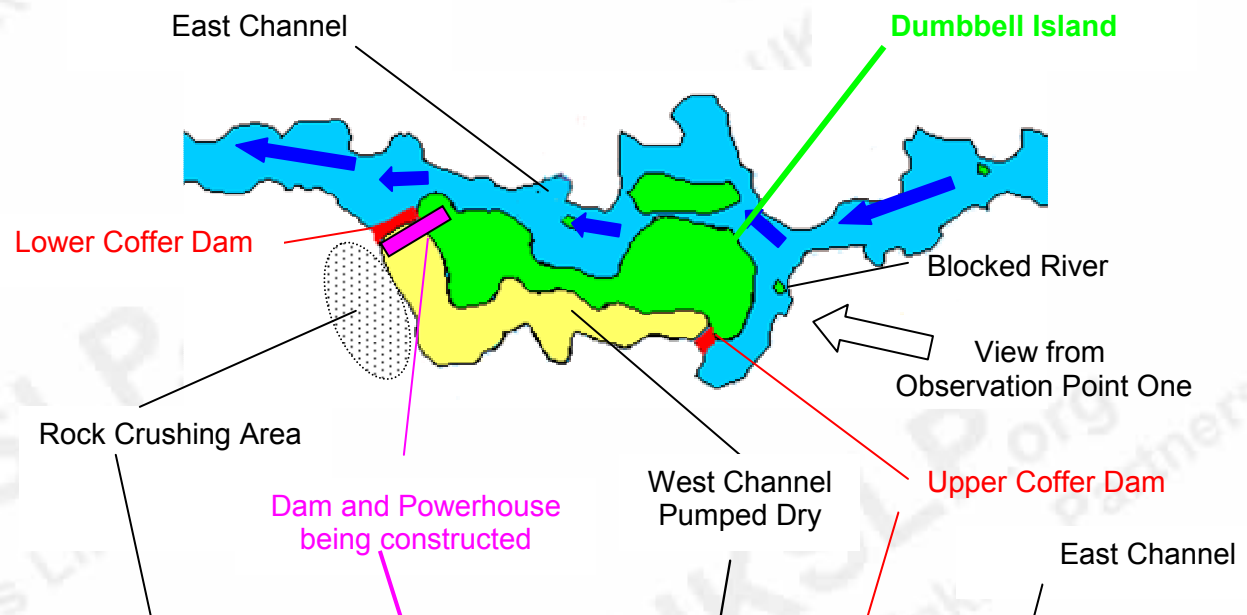 East Channel
Dumbbell Island
Lower Coffer Dam
Blocked River
View from
Observation Point One
Rock Crushing Area
West Channel
Pumped Dry
Upper Coffer Dam
Dam and Powerhouse
being constructed
East Channel